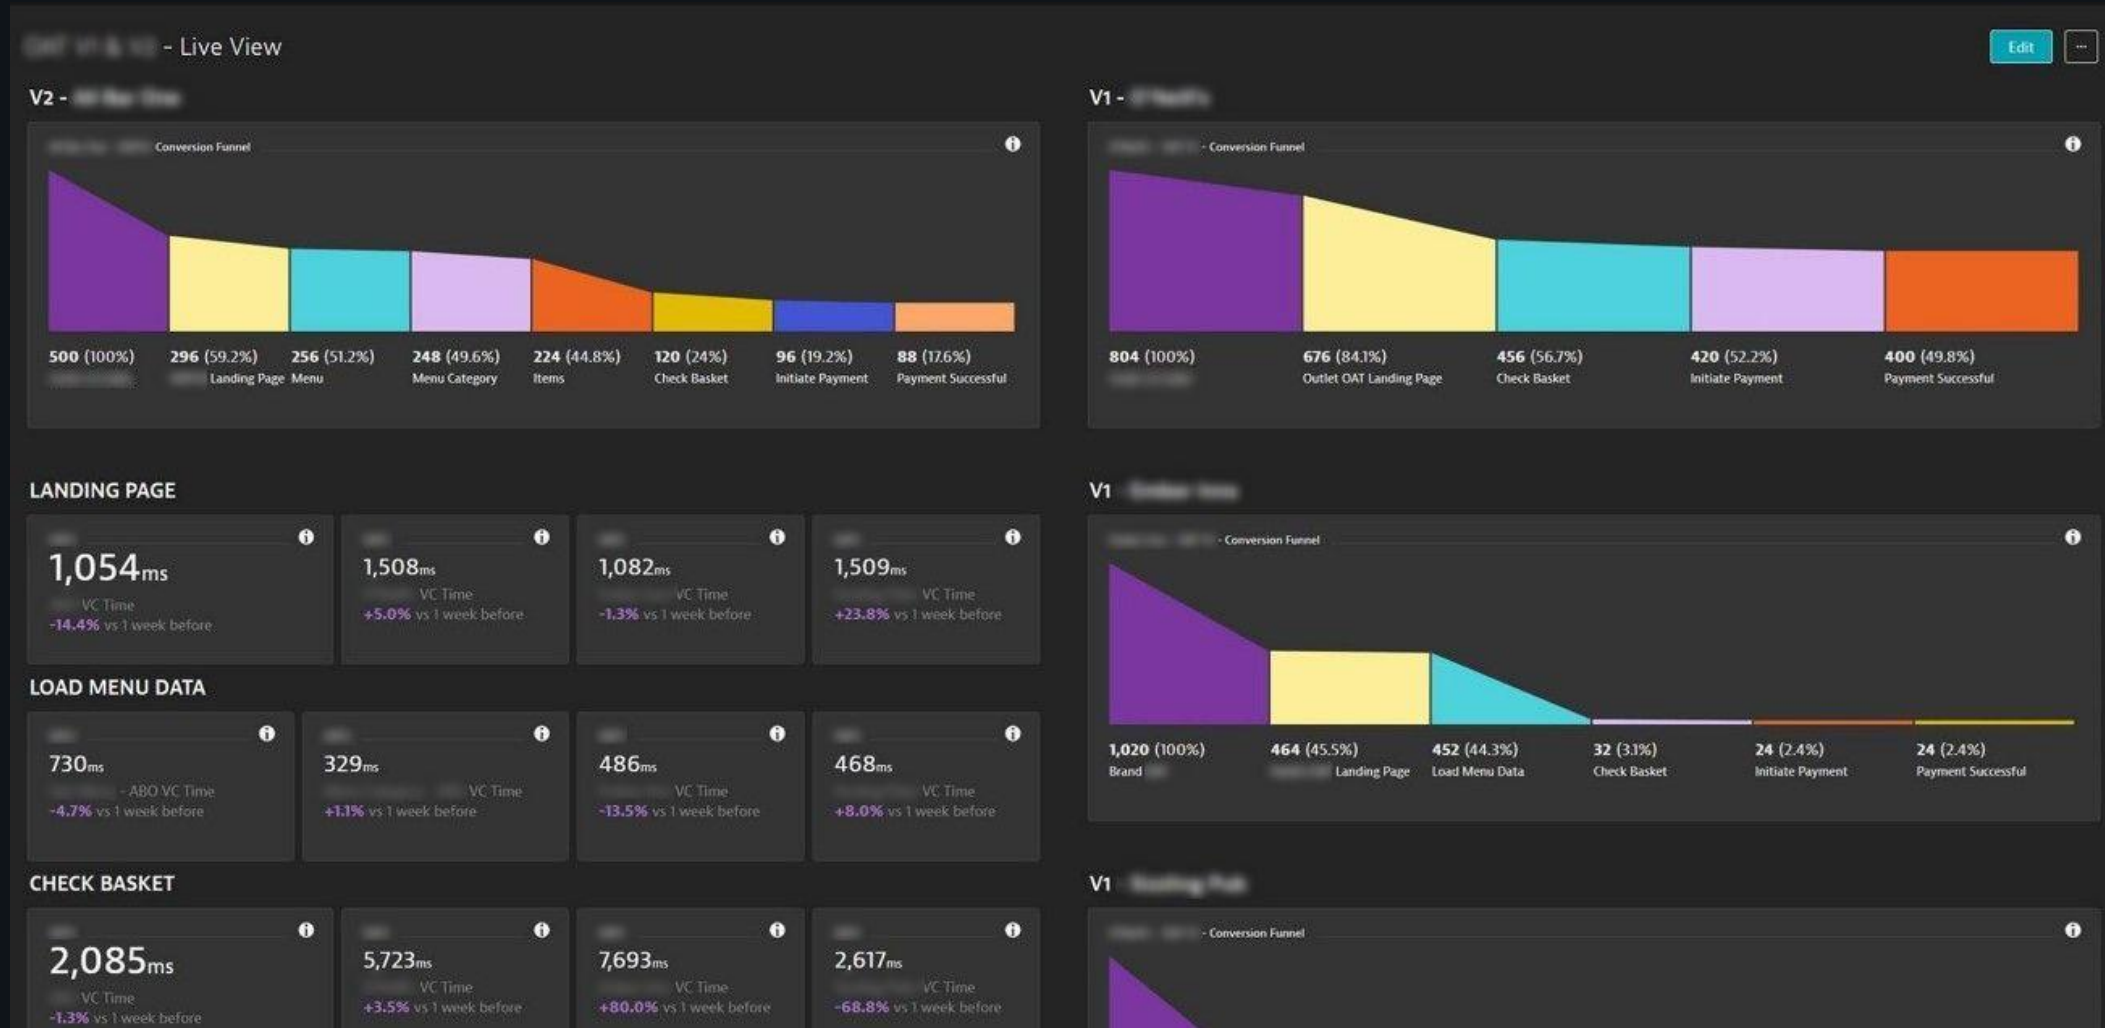 - Live View
Edit
...
V2 -
Conversion Funnel
500 (100%)
296 (59.2%)
Landing Page
256 (51.2%)
Menu
248 (49.6%)
Menu Category
224 (44.8%)
Items
120 (24%)
Check Basket
96 (19.2%)
Initiate Payment
88 (17.6%)
Payment Successful
V1 -
- Conversion Funnel
804 (100%)
676 (84.1%)
Outlet OAT Landing Page
456 (56.7%)
Check Basket
420 (52.2%)
Initiate Payment
400 (49.8%)
Payment Successful
LANDING PAGE
1,054ms
VC Time
-14.4% vs 1 week before
1,508ms
VC Time
+5.0% vs 1 week before
1,082ms
VC Time
-1.3% vs 1 week before
1,509ms
VC Time
+23.8% vs 1 week before
LOAD MENU DATA
730ms
- ABO VC Time
-4.7% vs 1 week before
329ms
VC Time
+1.1% vs 1 week before
486ms
VC Time
-13.5% vs 1 week before
468ms
VC Time
+8.0% vs 1 week before
CHECK BASKET
2,085ms
VC Time
-1.3% vs 1 week before
5,723ms
VC Time
+3.5% vs 1 week before
7,693ms
VC Time
+80.0% vs 1 week before
2,617ms
VC Time
-68.8% vs 1 week before
V1
- Conversion Funnel
1,020 (100%)
Brand
464 (45.5%)
Landing Page
452 (44.3%)
Load Menu Data
32 (3.1%)
Check Basket
24 (2.4%)
Initiate Payment
24 (2.4%)
Payment Successful
V1
- Conversion Funnel